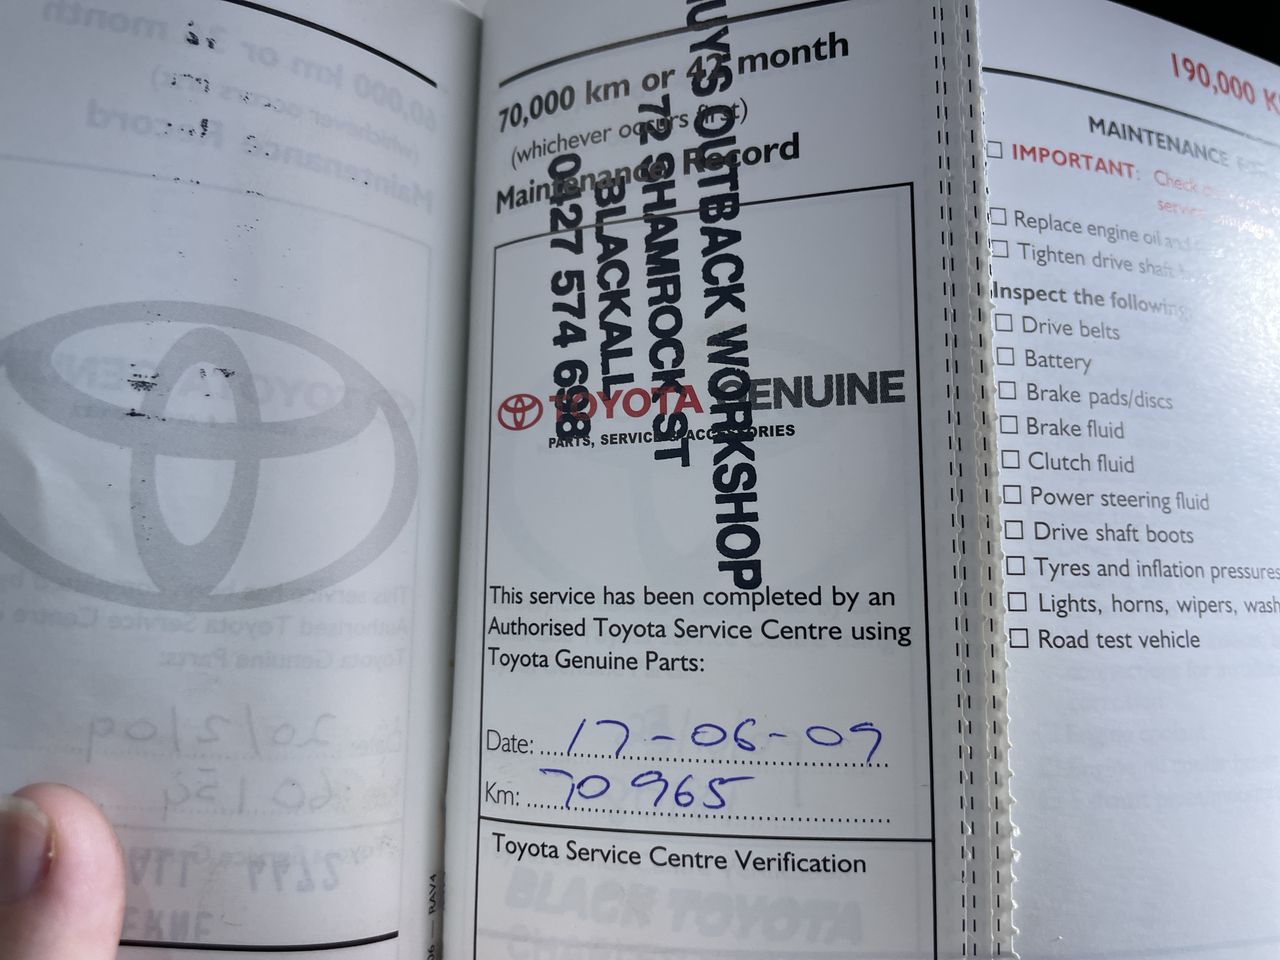 70,000 km or 42 month
(whichever occurs first)
Maintenance Record
OUTBACK WORKSHOP
72 SHAMROCK ST
BLACKALL
0427 574 698
TOYOTA GENUINE
PARTS, SERVICE & ACCESSORIES
This service has been completed by an
Authorised Toyota Service Centre using
Toyota Genuine Parts:
Date: 17-06-09
Km: 70 965
Toyota Service Centre Verification
RAV4
190,000
MAINTENANCE
IMPORTANT: Check
Replace engine oil and
Tighten drive shaft
Inspect the following
Drive belts
Battery
Brake pads/discs
Brake fluid
Clutch fluid
Power steering fluid
Drive shaft boots
Tyres and inflation pressures
Lights, horns, wipers, wash
Road test vehicle